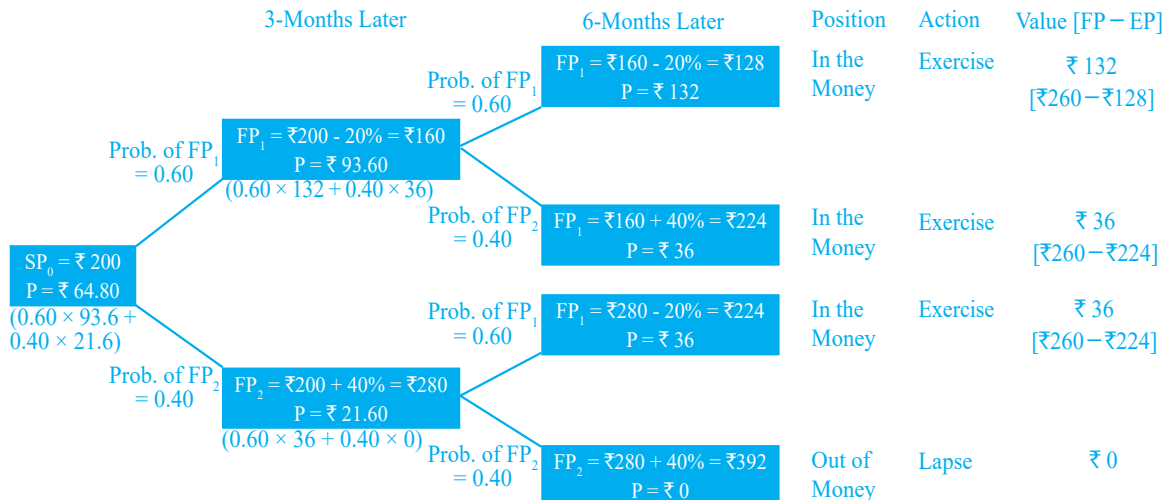 3-Months Later
6-Months Later
Position
Action
Value [FP − EP]
FP₁ = ₹160 - 20% = ₹128
P = ₹ 132
In the
Money
Exercise
₹ 132
[₹260−₹128]
Prob. of FP₁
= 0.60
FP₁ = ₹200 - 20% = ₹160
P = ₹ 93.60
(0.60 × 132 + 0.40 × 36)
Prob. of FP₁
= 0.60
Prob. of FP₂
= 0.40
FP₁ = ₹160 + 40% = ₹224
P = ₹ 36
In the
Money
Exercise
₹ 36
[₹260−₹224]
SP₀ = ₹ 200
P = ₹ 64.80
(0.60 × 93.6 +
0.40 × 21.6)
Prob. of FP₁
= 0.60
FP₁ = ₹280 - 20% = ₹224
P = ₹ 36
In the
Money
Exercise
₹ 36
[₹260−₹224]
Prob. of FP₂
= 0.40
FP₂ = ₹200 + 40% = ₹280
P = ₹ 21.60
(0.60 × 36 + 0.40 × 0)
Prob. of FP₂
= 0.40
FP₂ = ₹280 + 40% = ₹392
P = ₹ 0
Out of
Money
Lapse
₹ 0